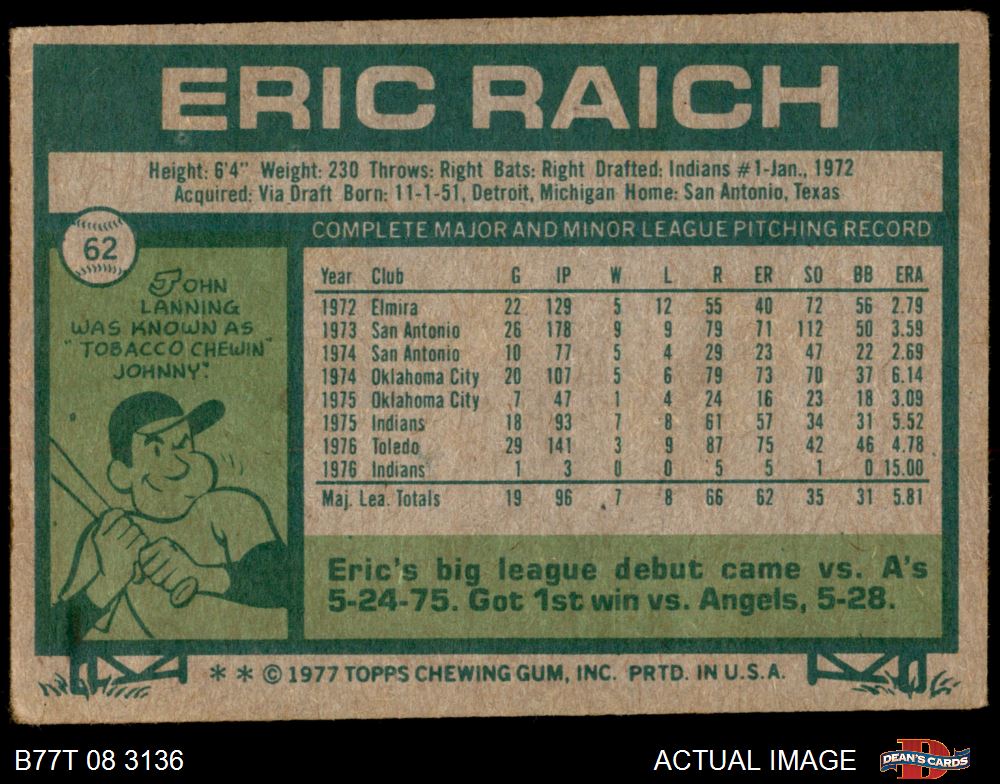 ERIC RAICH
Height: 6'4" Weight: 230 Throws: Right Bats: Right Drafted: Indians #1-Jan., 1972
Acquired: Via Draft Born: 11-1-51, Detroit, Michigan Home: San Antonio, Texas
62
JOHN
LANNING
WAS KNOWN AS
"TOBACCO CHEWIN'
JOHNNY."
COMPLETE MAJOR AND MINOR LEAGUE PITCHING RECORD
Year Club G IP W L R ER SO BB ERA
1972 Elmira 22 129 5 12 55 40 72 56 2.79
1973 San Antonio 26 178 9 9 79 71 112 50 3.59
1974 San Antonio 10 77 5 4 29 23 47 22 2.69
1974 Oklahoma City 20 107 5 6 79 73 70 37 6.14
1975 Oklahoma City 7 47 1 4 24 16 23 18 3.09
1975 Indians 18 93 7 8 61 57 34 31 5.52
1976 Toledo 29 141 3 9 87 75 42 46 4.78
1976 Indians 1 3 0 0 5 5 1 0 15.00
Maj. Lea. Totals 19 96 7 8 66 62 35 31 5.81
Eric's big league debut came vs. A's
5-24-75. Got 1st win vs. Angels, 5-28.
* * © 1977 TOPPS CHEWING GUM, INC. PRTD. IN U.S.A.
B77T 08 3136
ACTUAL IMAGE
D
DEAN'S CARDS